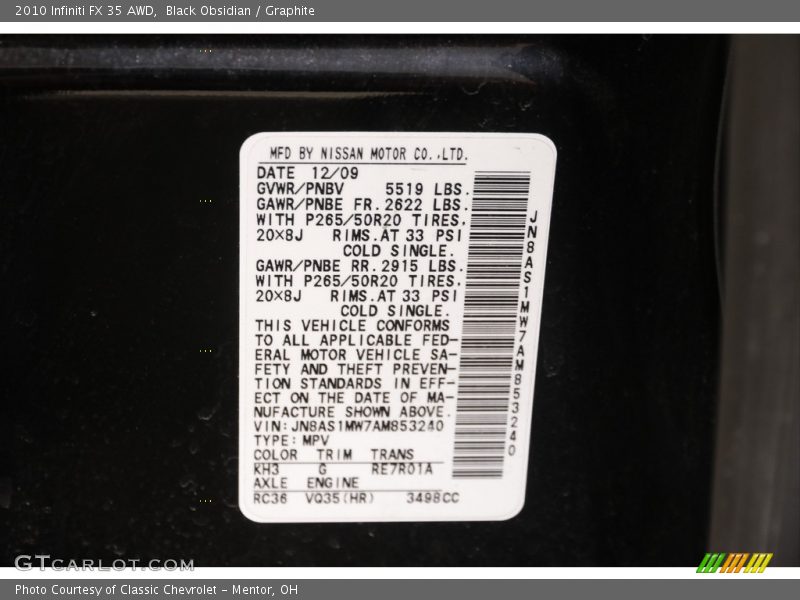 2010 Infiniti FX 35 AWD,  Black Obsidian / Graphite
MFD BY NISSAN MOTOR CO.,LTD.
DATE 12/09
GVWR/PNBV 5519 LBS.
GAWR/PNBE FR. 2622 LBS.
WITH P265/50R20 TIRES.
20×8J RIMS.AT 33 PSI
COLD SINGLE.
GAWR/PNBE RR. 2915 LBS.
WITH P265/50R20 TIRES.
20×8J RIMS.AT 33 PSI
COLD SINGLE.
THIS VEHICLE CONFORMS
TO ALL APPLICABLE FED-
ERAL MOTOR VEHICLE SA-
FETY AND THEFT PREVEN-
TION STANDARDS IN EFF-
ECT ON THE DATE OF MA-
NUFACTURE SHOWN ABOVE.
VIN:JN8AS1MW7AM853240
TYPE:MPV
COLOR TRIM TRANS
KH3 G RE7R01A
AXLE ENGINE
RC36 VQ35(HR) 3498CC
JN8AS1MW7AM853240
GTCARLOT.COM
Photo Courtesy of Classic Chevrolet - Mentor, OH